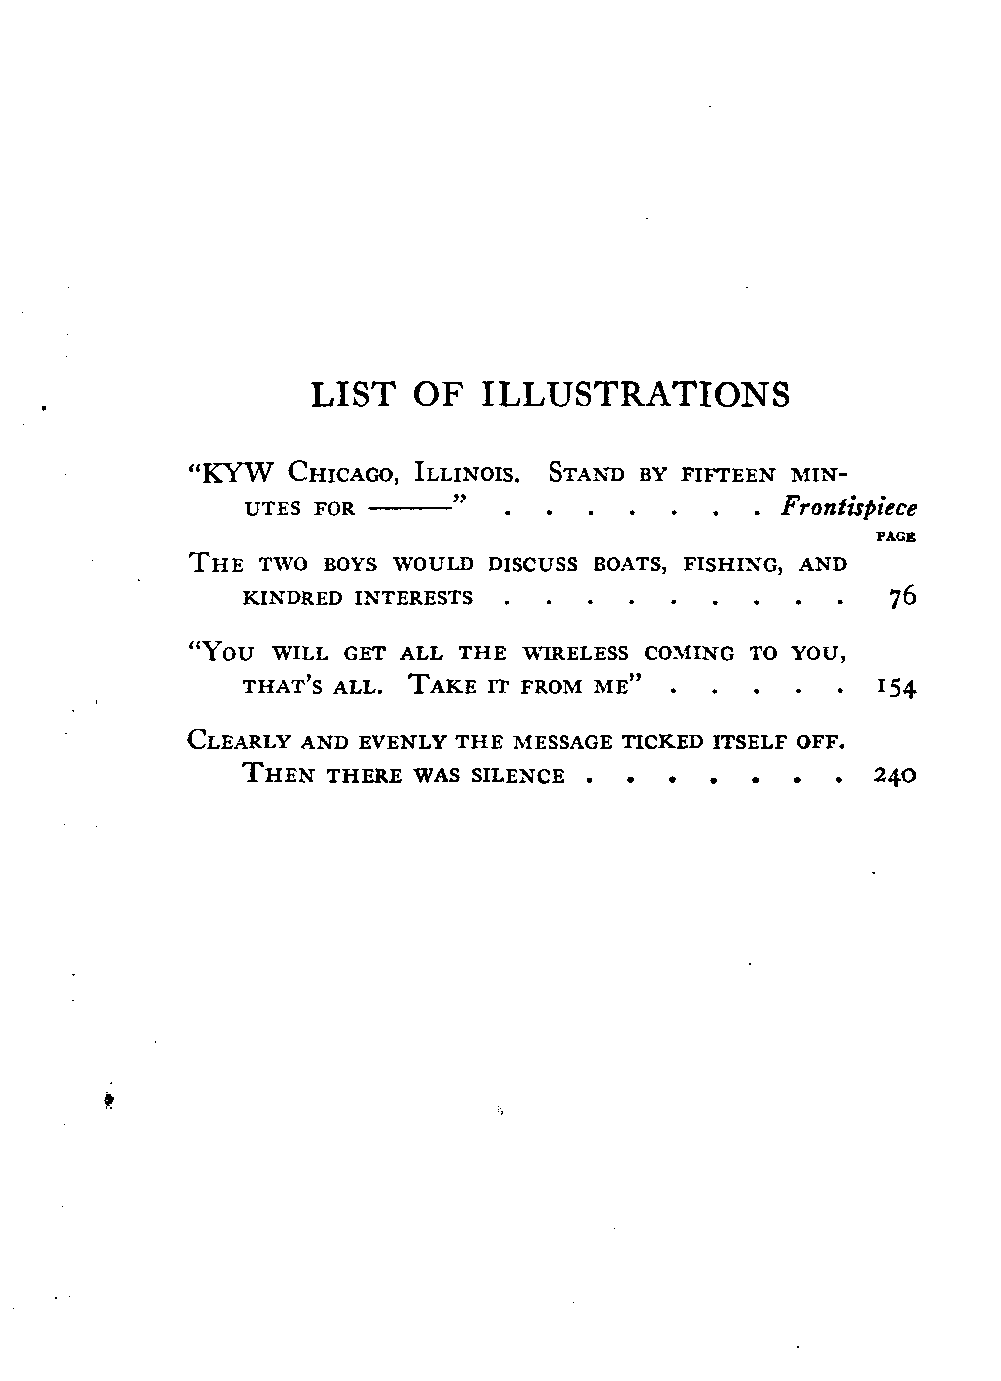 LIST OF ILLUSTRATIONS
"KYW Chicago, Illinois. Stand by fifteen min-
utes for ———" . . . . . . . Frontispiece
PAGE
The two boys would discuss boats, fishing, and
kindred interests . . . . . . . . . 76
"You will get all the wireless coming to you,
that's all. Take it from me" . . . . . 154
Clearly and evenly the message ticked itself off.
Then there was silence . . . . . . . 240